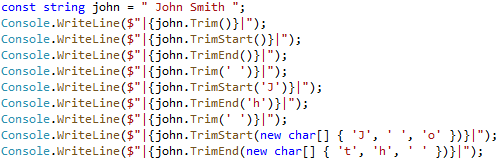 const string john = " John Smith ";
Console.WriteLine($"|{john.Trim()}|");
Console.WriteLine($"|{john.TrimStart()}|");
Console.WriteLine($"|{john.TrimEnd()}|");
Console.WriteLine($"|{john.Trim(' ')}|");
Console.WriteLine($"|{john.TrimStart('J')}|");
Console.WriteLine($"|{john.TrimEnd('h')}|");
Console.WriteLine($"|{john.Trim(' ')}|");
Console.WriteLine($"|{john.TrimStart(new char[] { 'J', ' ', 'o' })}|");
Console.WriteLine($"|{john.TrimEnd(new char[] { 't', 'h', ' ' })}|");